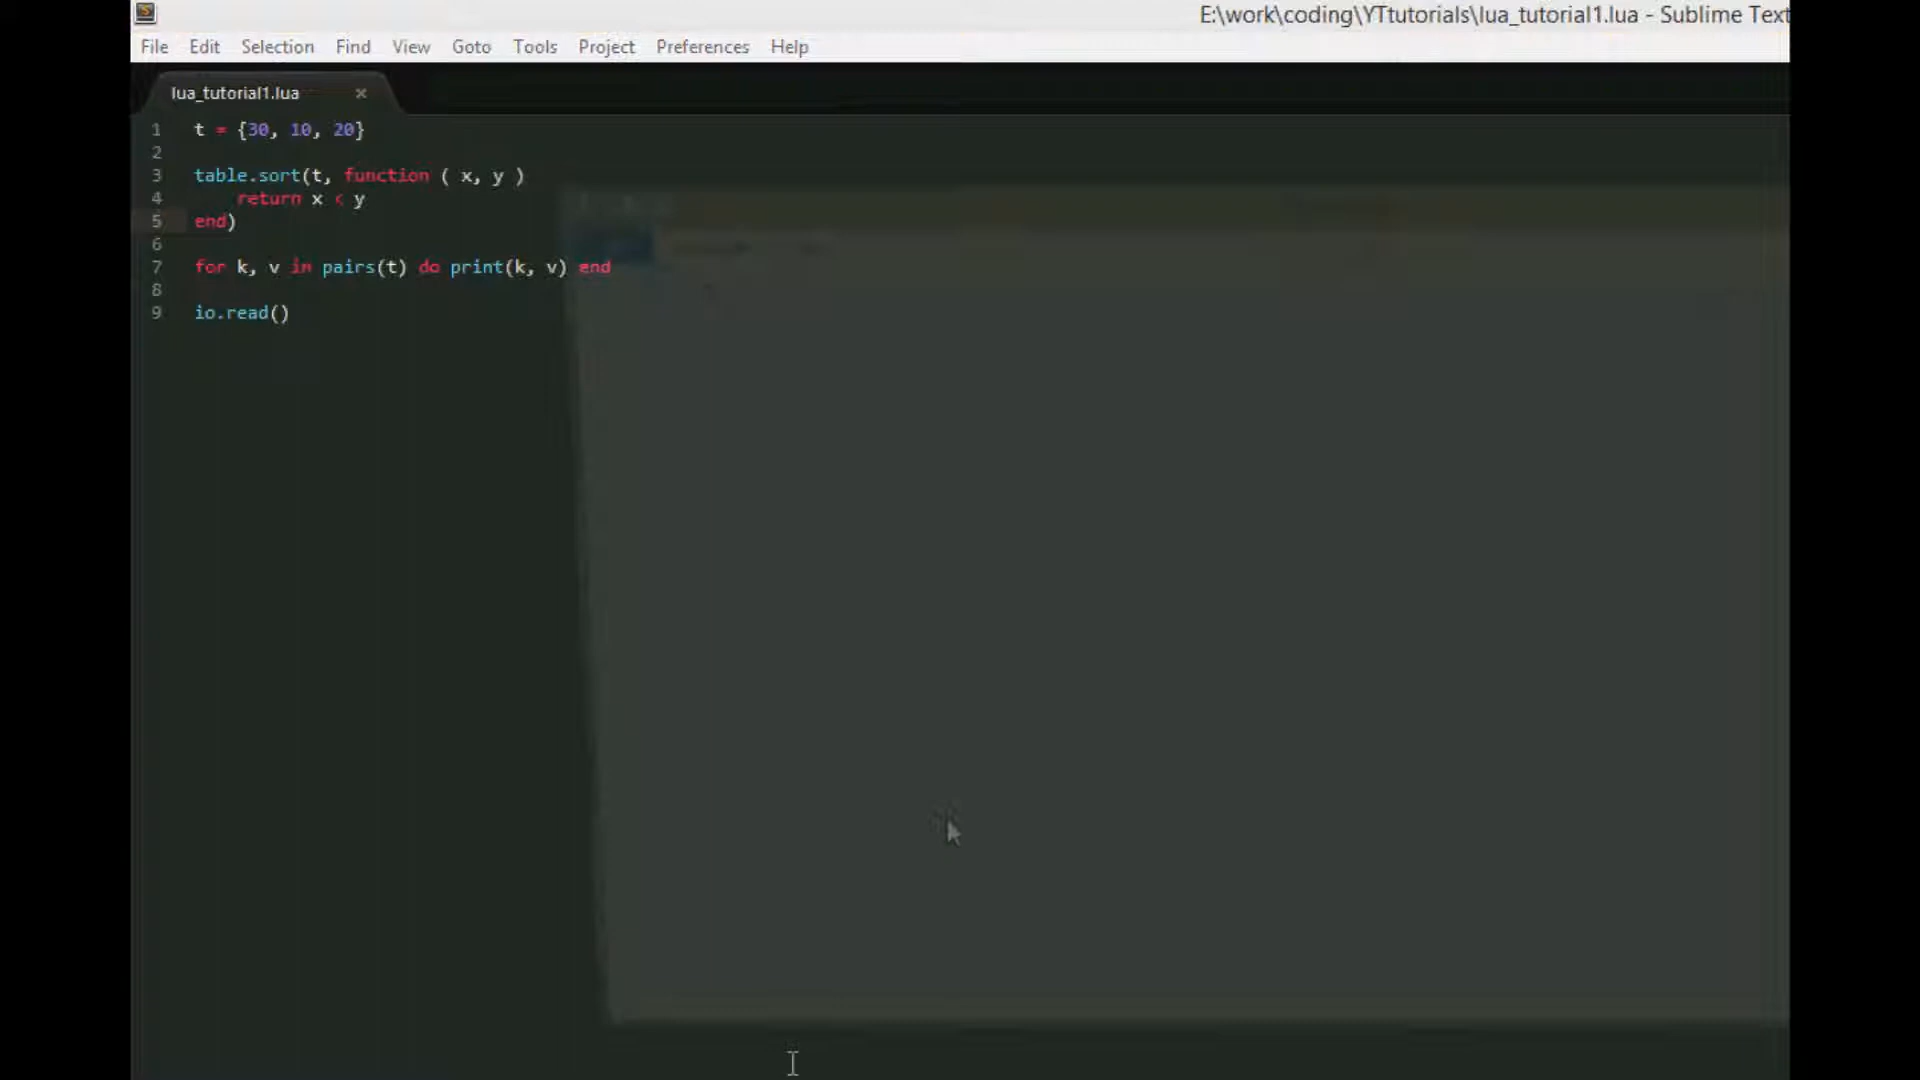 E:\work\coding\YTtutorials\lua_tutorial1.lua - Sublime Text
File Edit Selection Find View Goto Tools Project Preferences Help
lua_tutorial1.lua ×
1 t = {30, 10, 20}
2
3 table.sort(t, function ( x, y )
4 return x < y
5 end)
6
7 for k, v in pairs(t) do print(k, v) end
8
9 io.read()